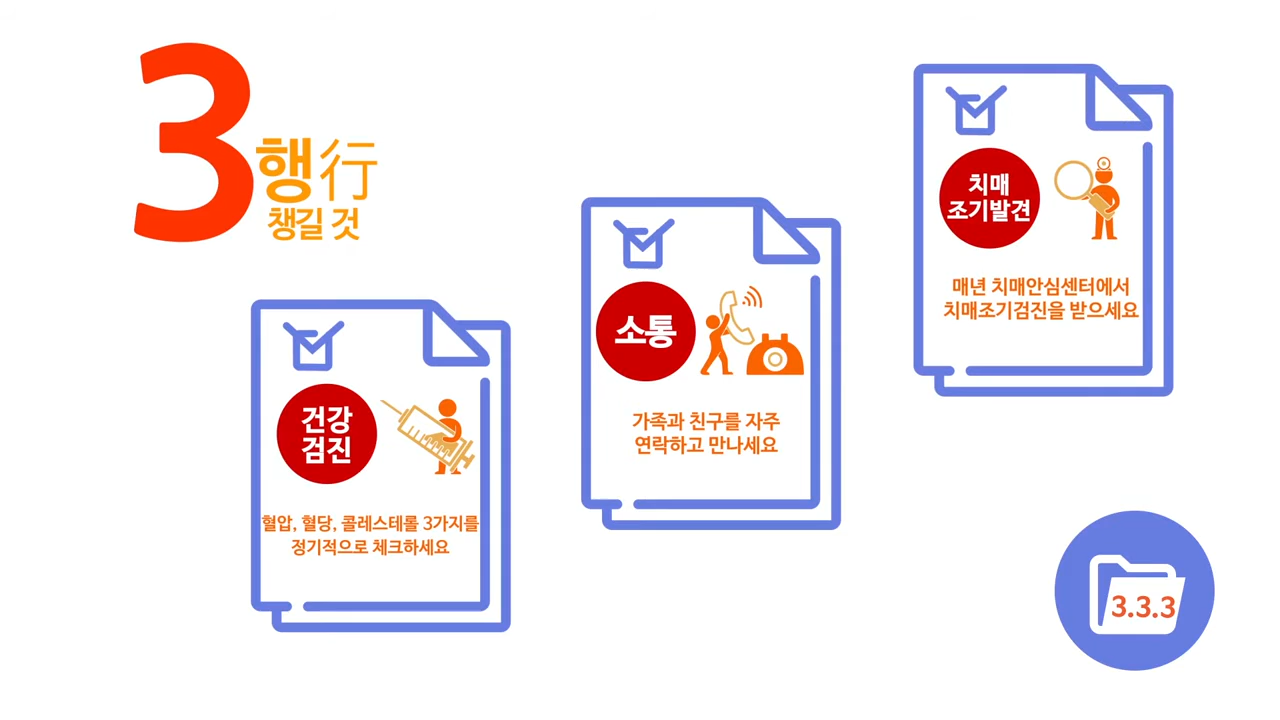 3
행行
챙길 것
건강
검진
혈압, 혈당, 콜레스테롤 3가지를
정기적으로 체크하세요
소통
가족과 친구를 자주
연락하고 만나세요
치매
조기발견
매년 치매안심센터에서
치매조기검진을 받으세요
3.3.3